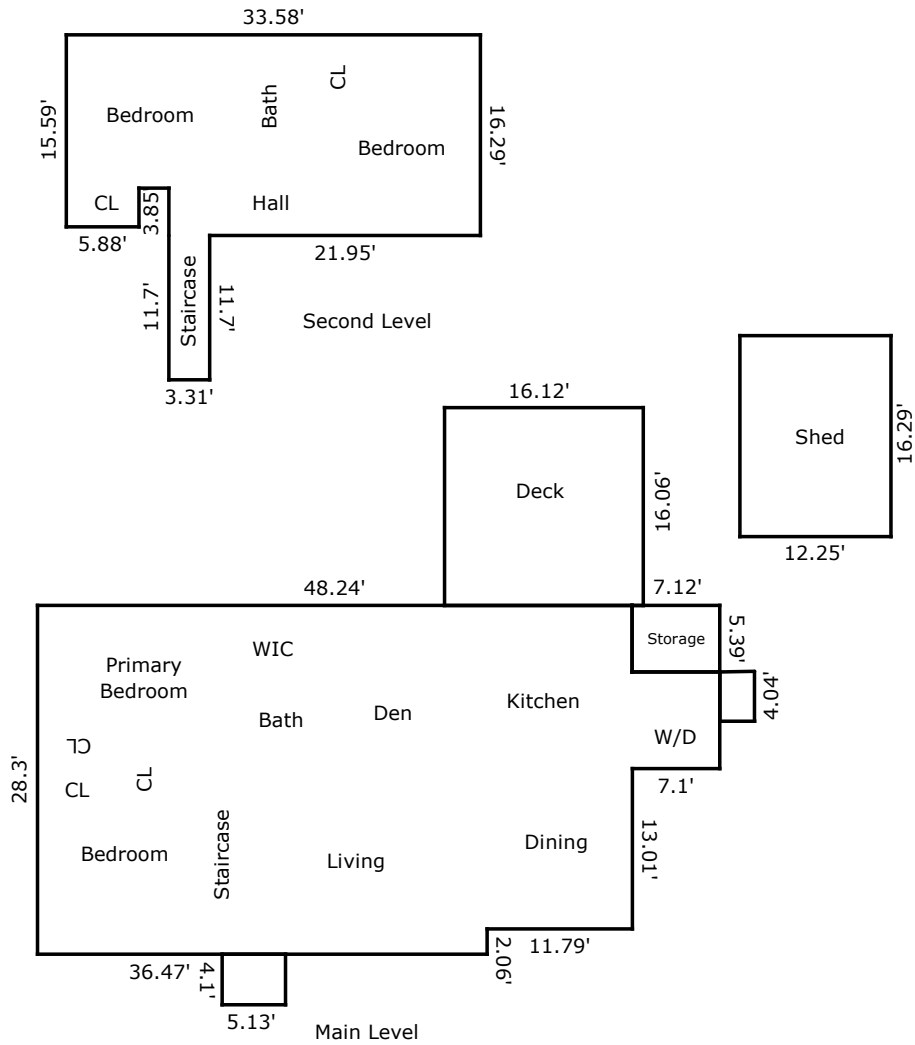 33.58'
15.59'
Bedroom
Bath
CL
Bedroom
16.29'
CL
3.85
Hall
5.88'
21.95'
11.7'
Staircase
11.7'
3.31'
Second Level
16.12'
Deck
16.06'
Shed
16.29'
12.25'
48.24'
7.12'
Storage
5.39'
4.04'
WIC
Primary
Bedroom
Bath
Den
Kitchen
W/D
CL
CL
CL
28.3'
7.1'
Bedroom
Staircase
Living
Dining
13.01'
36.47'
4.1'
5.13'
2.06'
11.79'
Main Level